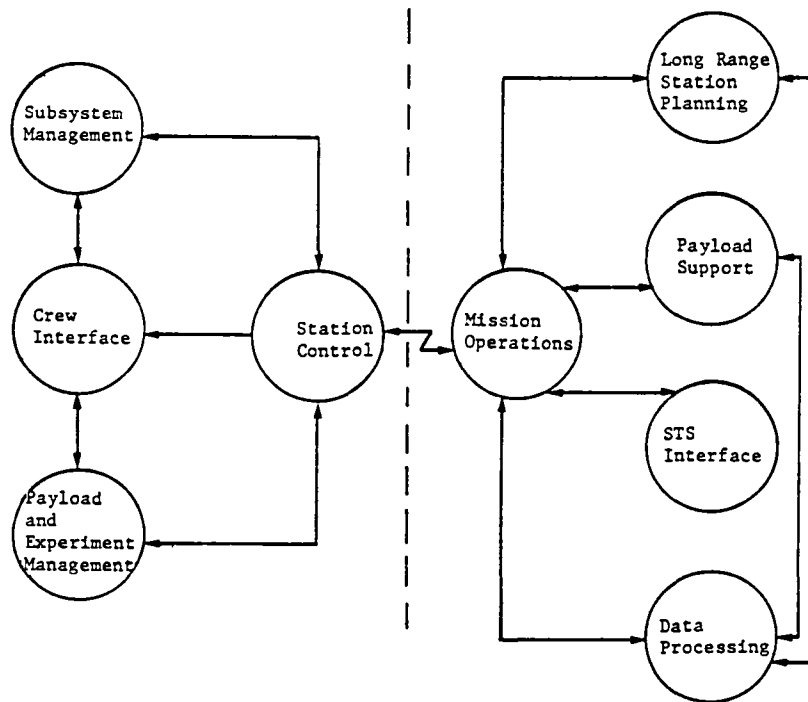 Subsystem
Management
Crew
Interface
Payload
and
Experiment
Management
Station
Control
Mission
Operations
Long Range
Station
Planning
Payload
Support
STS
Interface
Data
Processing